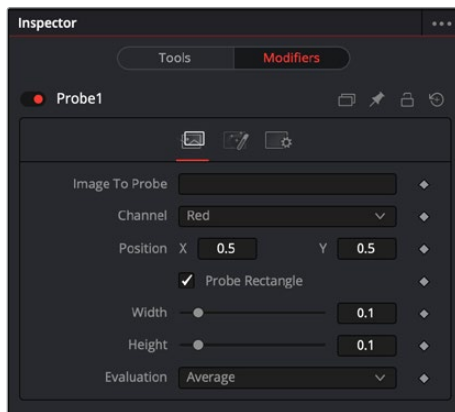 Inspector
Tools Modifiers
Probe1
Image To Probe
Channel Red
Position X 0.5 Y 0.5
Probe Rectangle
Width 0.1
Height 0.1
Evaluation Average